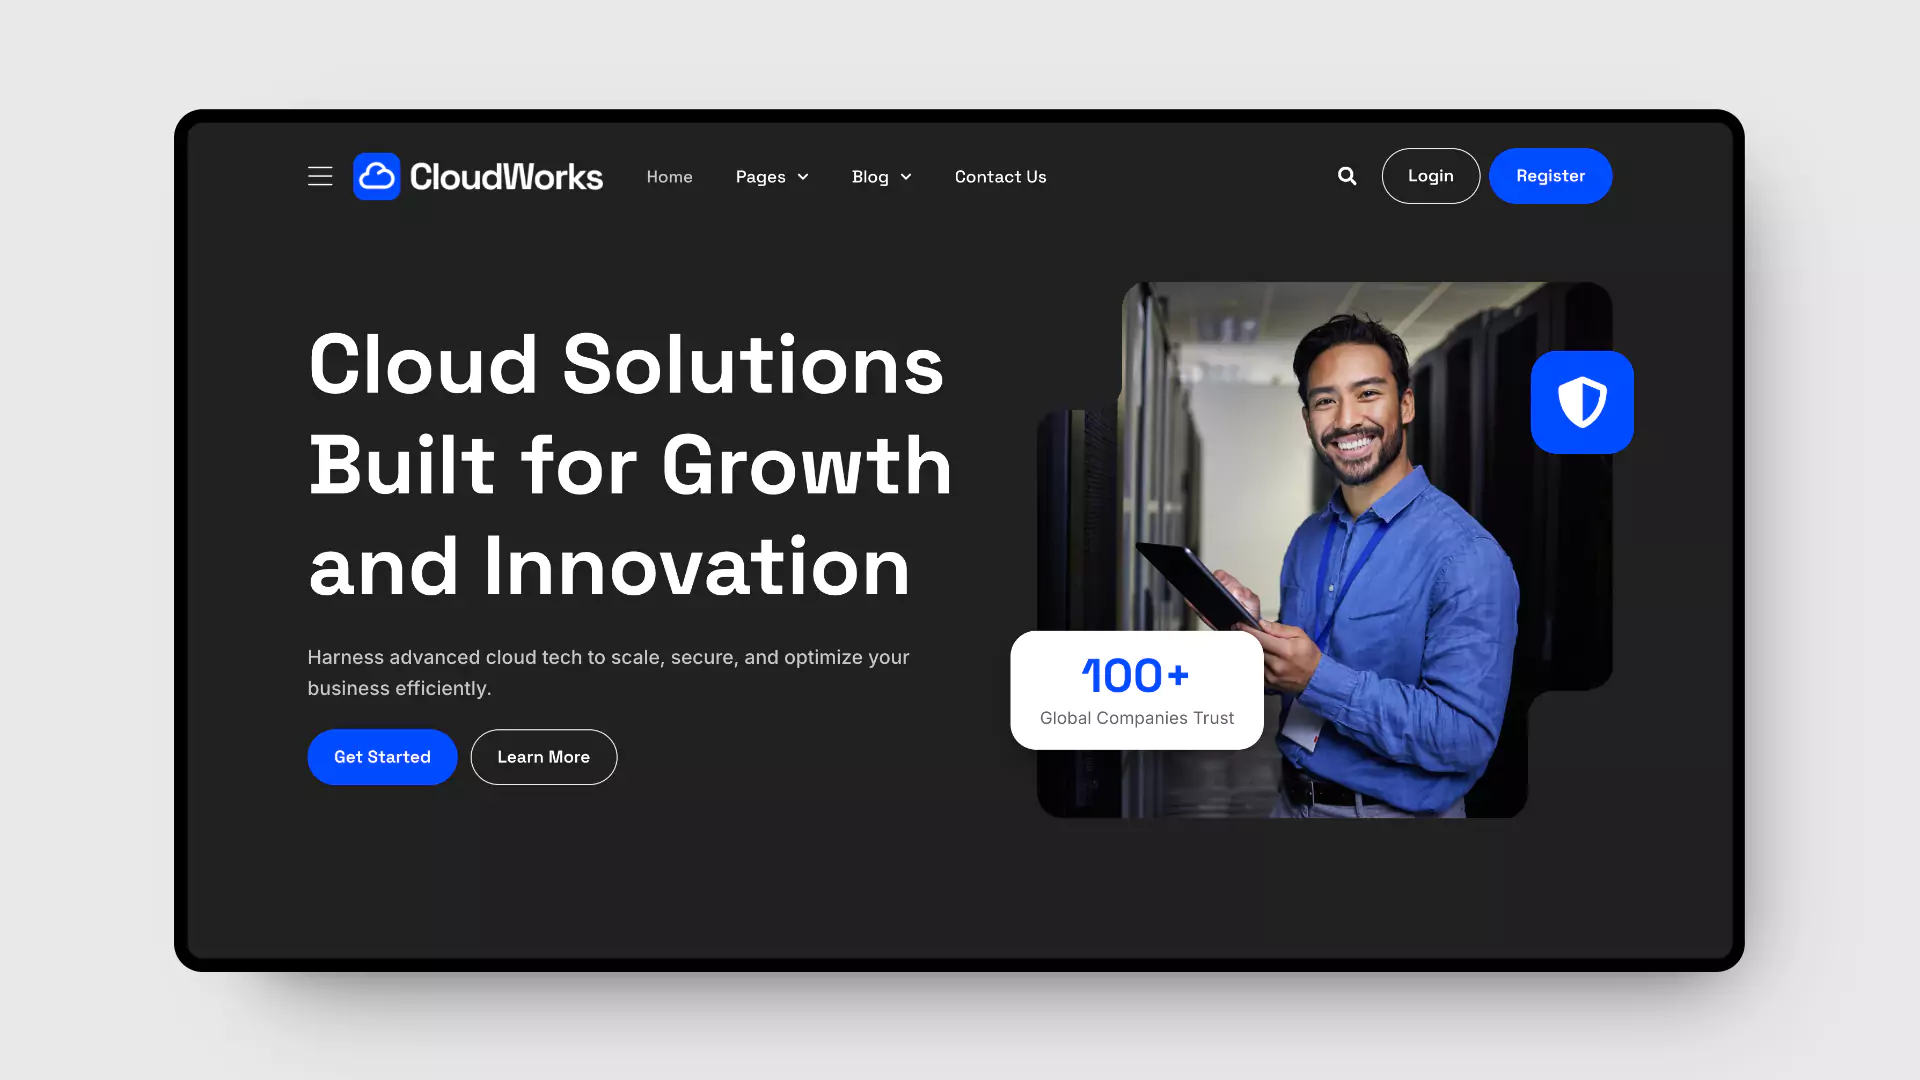 CloudWorks
Home
Pages
Blog
Contact Us
Login
Register
Cloud Solutions
Built for Growth
and Innovation
Harness advanced cloud tech to scale, secure, and optimize your
business efficiently.
Get Started
Learn More
100+
Global Companies Trust